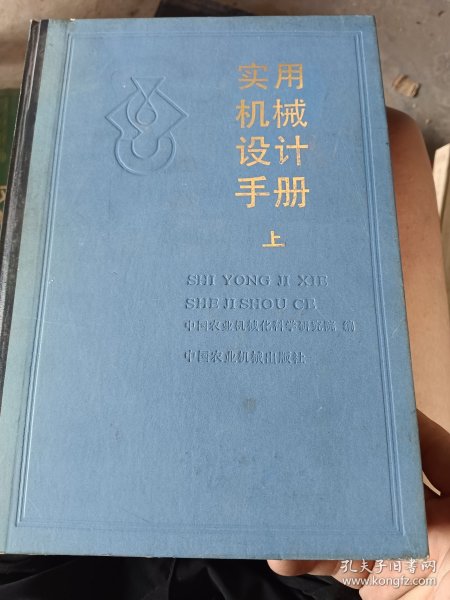 实用
机械
设计
手册
上
SHI YONG JI XIE
SHE JI SHOU CE
中国农业机械化科学研究院 编
中国农业机械出版社
孔夫子旧书网
www.kongfz.com